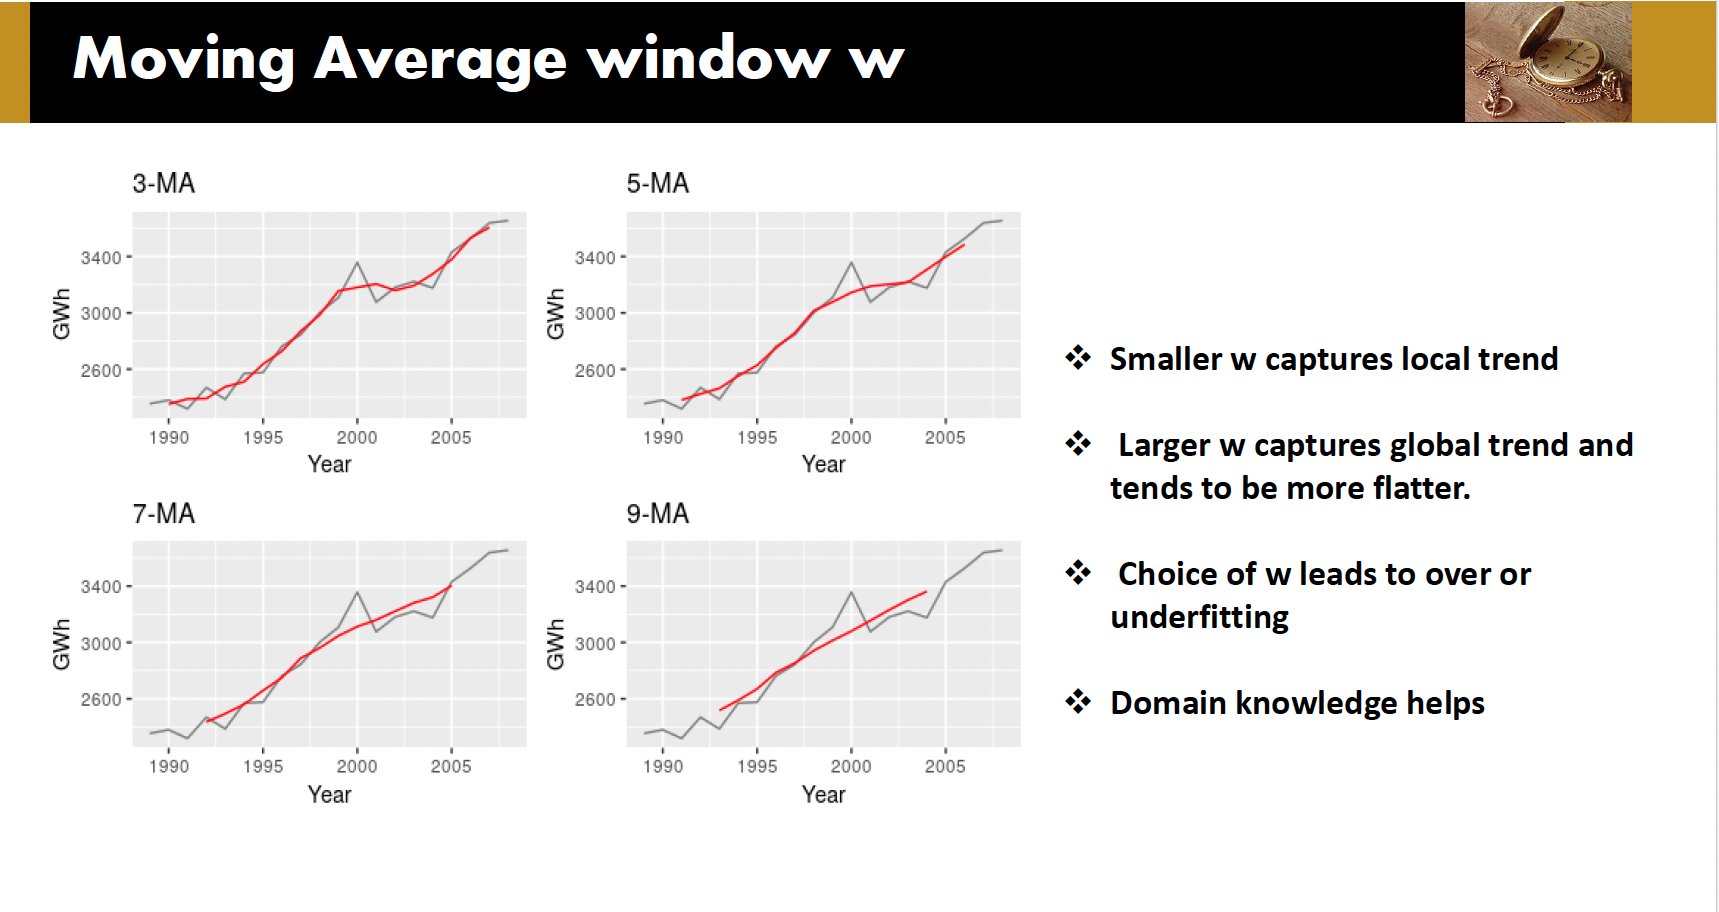 Moving Average window w
3-MA
GWh
3400
3000
2600
1990 1995 2000 2005
Year
5-MA
GWh
3400
3000
2600
1990 1995 2000 2005
Year
7-MA
GWh
3400
3000
2600
1990 1995 2000 2005
Year
9-MA
GWh
3400
3000
2600
1990 1995 2000 2005
Year
❖ Smaller w captures local trend
❖ Larger w captures global trend and
tends to be more flatter.
❖ Choice of w leads to over or
underfitting
❖ Domain knowledge helps